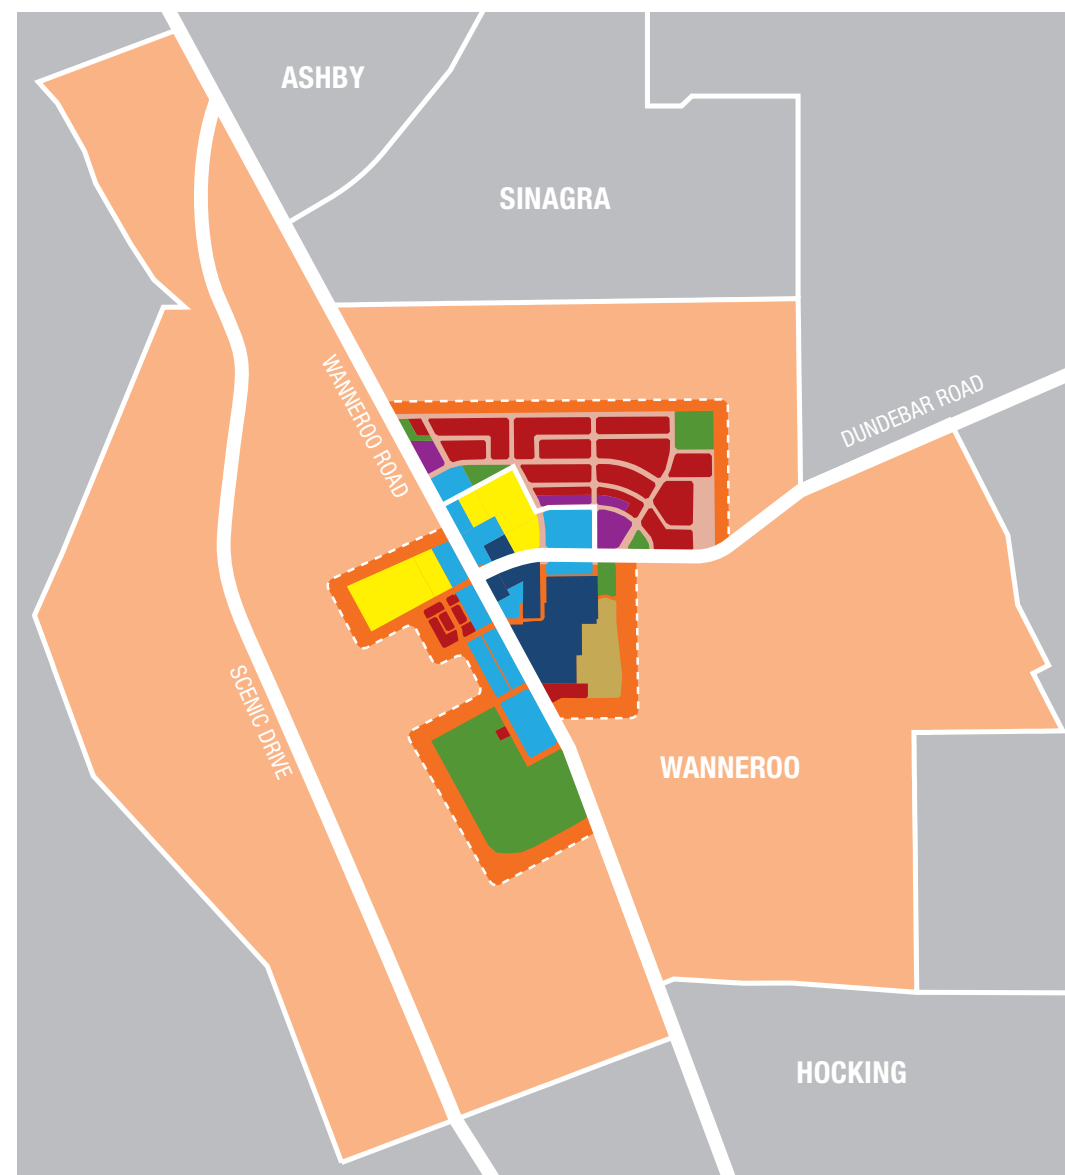 ASHBY
SINAGRA
WANNEROO ROAD
DUNDEBAR ROAD
SCENIC DRIVE
WANNEROO
HOCKING